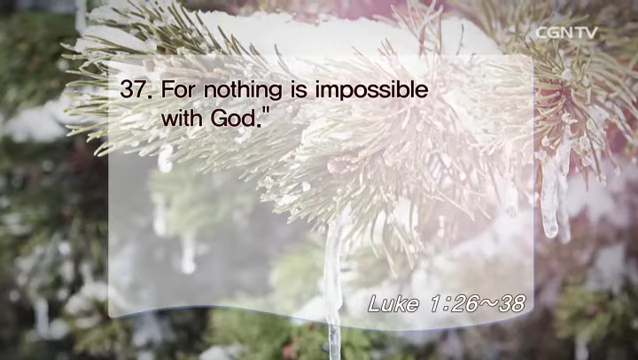 CGNTV
37. For nothing is impossible
with God."
Luke 1:26~38